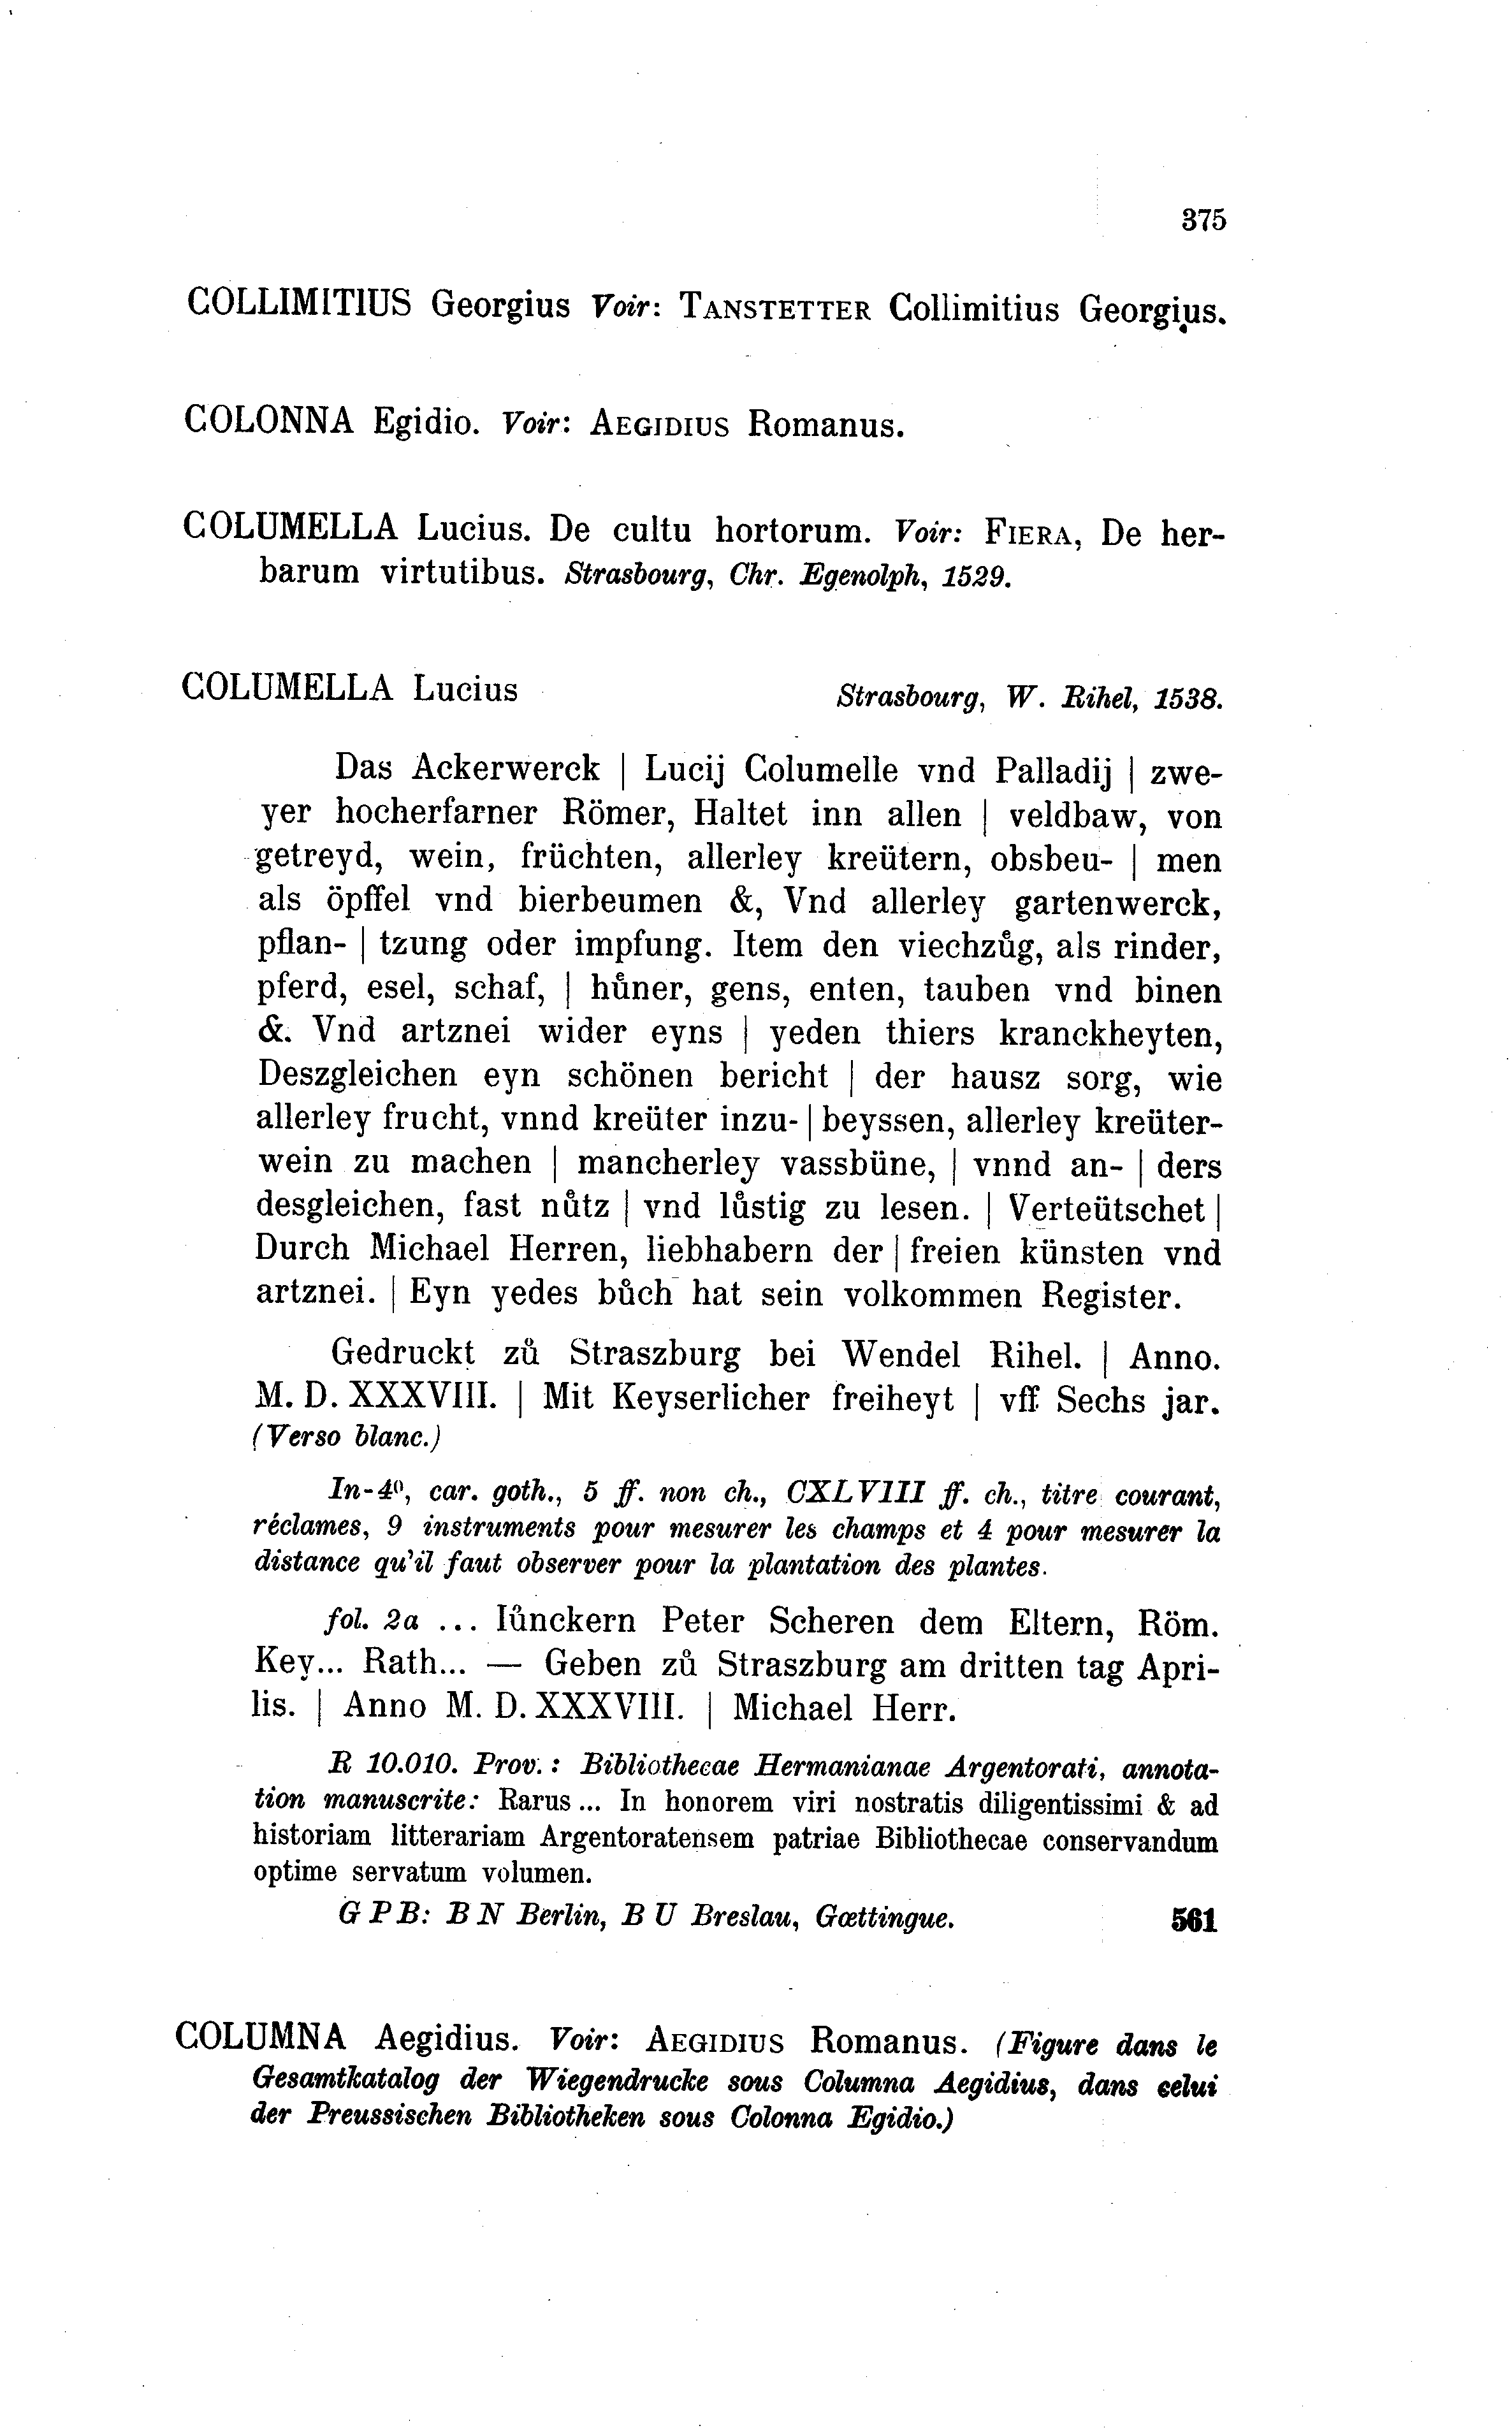 375
COLLIMITIUS Georgius Voir: TANSTETTER Collimitius Georgius.
COLONNA Egidio. Voir: AEGIDIUS Romanus.
COLUMELLA Lucius. De cultu hortorum. Voir: FIERA, De her-
barum virtutibus. Strasbourg, Chr. Egenolph, 1529.
COLUMELLA Lucius Strasbourg, W. Rihel, 1538.
Das Ackerwerck | Lucij Columelle vnd Palladij | zwe-
yer hocherfarner Römer, Haltet inn allen | veldbaw, von
getreyd, wein, früchten, allerley kreütern, obsbeu- | men
als öpffel vnd bierbeumen &, Vnd allerley gartenwerck,
pflan- | tzung oder impfung. Item den viechzůg, als rinder,
pferd, esel, schaf, | hůner, gens, enten, tauben vnd binen
&. Vnd artznei wider eyns | yeden thiers kranckheyten,
Deszgleichen eyn schönen bericht | der hausz sorg, wie
allerley frucht, vnnd kreüter inzu- | beyssen, allerley kreüter-
wein zu machen | mancherley vassbüne, | vnnd an- | ders
desgleichen, fast nůtz | vnd lůstig zu lesen. | Verteütschet |
Durch Michael Herren, liebhabern der | freien künsten vnd
artznei. | Eyn yedes bůch hat sein volkommen Register.
Gedruckt zů Straszburg bei Wendel Rihel. | Anno.
M. D. XXXVIII. | Mit Keyserlicher freiheyt | vff Sechs jar.
(Verso blanc.)
In-4º, car. goth., 5 ff. non ch., CXLVIII ff. ch., titre courant,
réclames, 9 instruments pour mesurer les champs et 4 pour mesurer la
distance qu'il faut observer pour la plantation des plantes.
fol. 2a ... Iůnckern Peter Scheren dem Eltern, Röm.
Key... Rath... — Geben zů Straszburg am dritten tag Apri-
lis. | Anno M. D. XXXVIII. | Michael Herr.
R 10.010. Prov. : Bibliothecae Hermanianae Argentorati, annota-
tion manuscrite: Rarus ... In honorem viri nostratis diligentissimi & ad
historiam litterariam Argentoratensem patriae Bibliothecae conservandum
optime servatum volumen.
G P B: B N Berlin, B U Breslau, Gœttingue. 561
COLUMNA Aegidius. Voir: AEGIDIUS Romanus. (Figure dans le
Gesamtkatalog der Wiegendrucke sous Columna Aegidius, dans celui
der Preussischen Bibliotheken sous Colonna Egidio.)